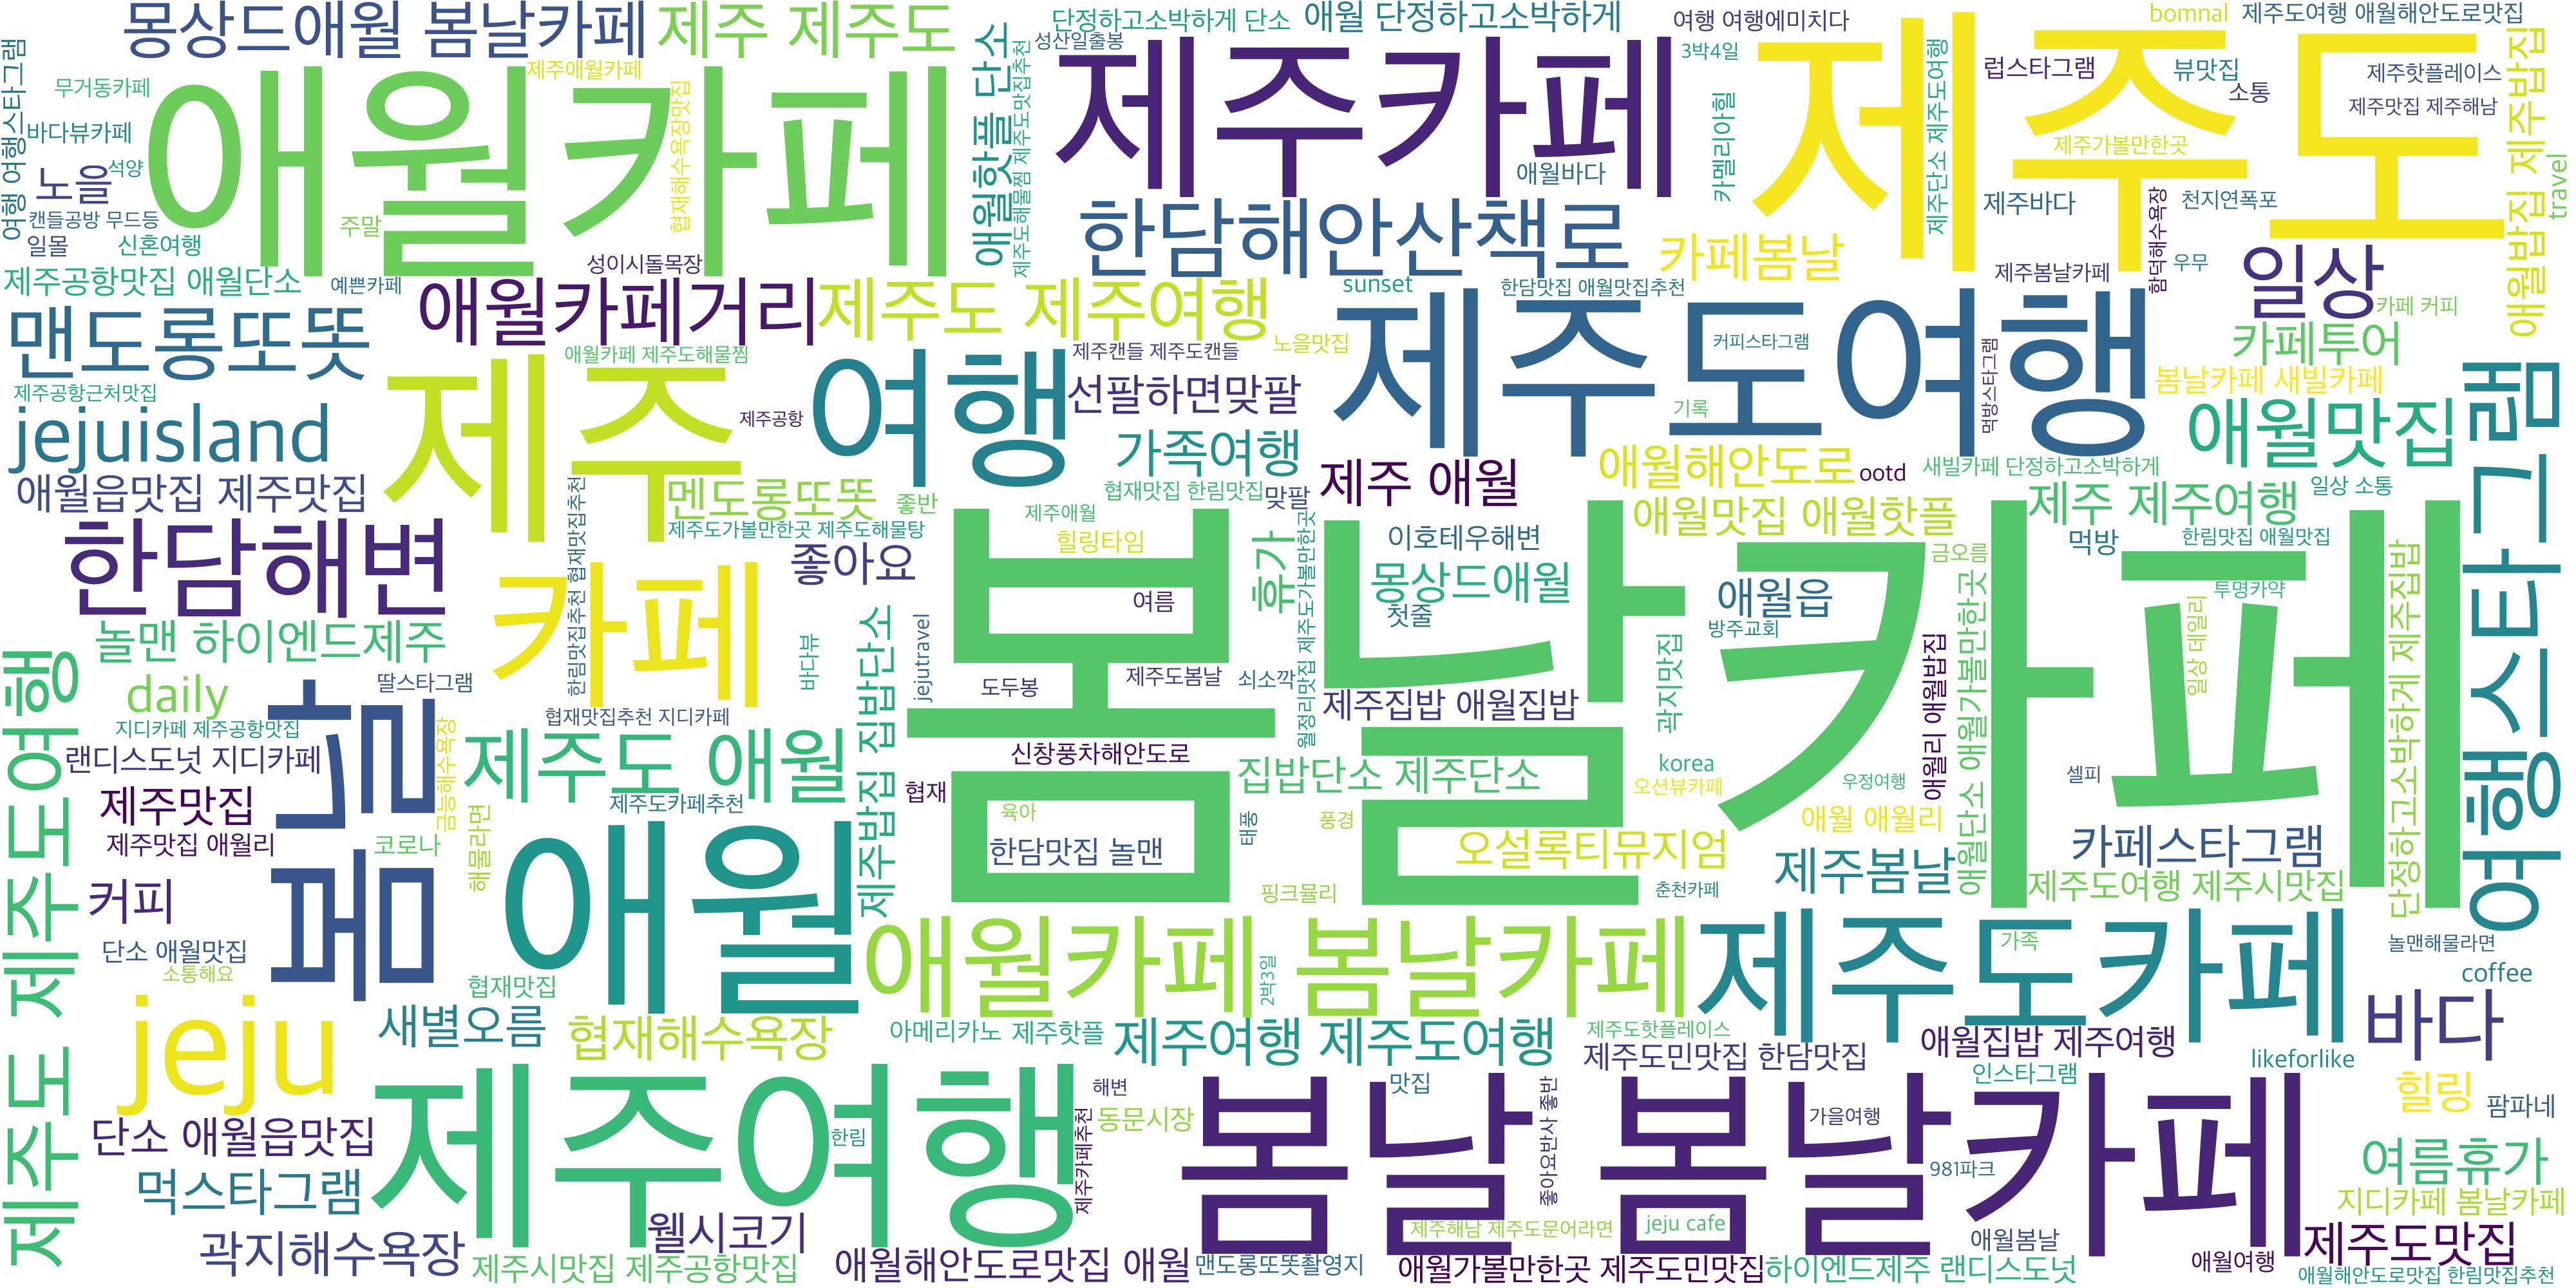 몽상드애월 봄날카페
제주 제주도
단정하고소박하게 단소
애월 단정하고소박하게
여행 여행에미치다
bomnal
제주도여행 애월해안도로맛집
성산일출봉
3박4일
제주애월카페
무거동카페
애월카페
제주카페
제주도
럽스타그램
뷰맛집
소통
제주핫플레이스
제주맛집 제주해남
여행 여행스타그램
바다뷰카페
협재해수욕장맛집
애월핫플 단소
제주도해물찜 제주도맛집추천
카멜리아힐
제주단소 제주도여행
제주가볼만한곳
애월밥집 제주밥집
travel
노을
석양
애월바다
제주바다
천지연폭포
함덕해수욕장
캔들공방 무드등
주말
일몰
신혼여행
한담해안산책로
카페봄날
성이시돌목장
제주공항맛집 애월단소
예쁜카페
sunset
한담맛집 애월맛집추천
제주봄날카페
우무
일상
카페 커피
맨도롱또똣
애월카페거리
제주도 제주여행
제주도여행
커피스타그램
먹방스타그램
카페투어
애월카페 제주도해물찜
제주캔들 제주도캔들
노을맛집
제주공항근처맛집
제주
여행
선팔하면맞팔
봄날카페 새빌카페
기록
제주공항
jejuisland
가족여행
애월맛집
여행스타그램
애월읍맛집 제주맛집
멘도롱또똣
좋반
협재맛집 한림맛집
맞팔
제주 애월
애월해안도로
ootd
새빌카페 단정하고소박하게
제주 제주여행
일상 소통
한담해변
한림맛집추천 협재맛집추천
제주도가볼만한곳 제주도해물탕
제주애월
힐링타임
휴가
월정리맛집 제주도가볼만한곳
이호테우해변
애월맛집 애월핫플
먹방
한림맛집 애월맛집
좋아요
카페
봄날카페
몽상드애월
금오름
애월읍
투명카약
여름
첫줄
방주교회
일상 데일리
단정하고소박하게 제주집밥
놀맨 하이엔드제주
바다뷰
제주밥집 집밥단소
jejutravel
제주도 제주도여행
daily
딸스타그램
봄날
도두봉
제주도봄날
쇠소깍
제주집밥 애월집밥
곽지맛집
애월리 애월밥집
애월단소 애월가볼만한곳
협재맛집추천 지디카페
지디카페 제주공항맛집
금능해수욕장
제주도 애월
신창풍차해안도로
랜디스도넛 지디카페
집밥단소 제주단소
korea
오션뷰카페
우정여행
셀피
제주맛집
제주도카페추천
협재
육아
태풍
풍경
애월 애월리
제주맛집 애월리
코로나
해물라면
애월
한담맛집 놀맨
오설록티뮤지엄
카페스타그램
커피
핑크뮬리
춘천카페
제주봄날
제주도여행 제주시맛집
단소 애월맛집
소통해요
협재맛집
애월카페 봄날카페
2박3일
제주도카페
가족
놀맨해물라면
coffee
jeju
새별오름
협재해수욕장
아메리카노 제주핫플
제주여행 제주도여행
제주도핫플레이스
제주도민맛집 한담맛집
애월집밥 제주여행
바다
likeforlike
제주여행
해변
제주카페추천
동문시장
봄날 봄날카페
맛집
좋아요반사 좋반
인스타그램
가을여행
힐링
팜파네
단소 애월읍맛집
한림
981파크
여름휴가
먹스타그램
웰시코기
제주해남 제주도문어라면
jeju cafe
애월봄날
지디카페 봄날카페
곽지해수욕장
제주시맛집 제주공항맛집
애월해안도로맛집 애월
맨도롱또똣촬영지
애월가볼만한곳 제주도민맛집
하이엔드제주 랜디스도넛
애월여행
제주도맛집
애월해안도로맛집 한림맛집추천